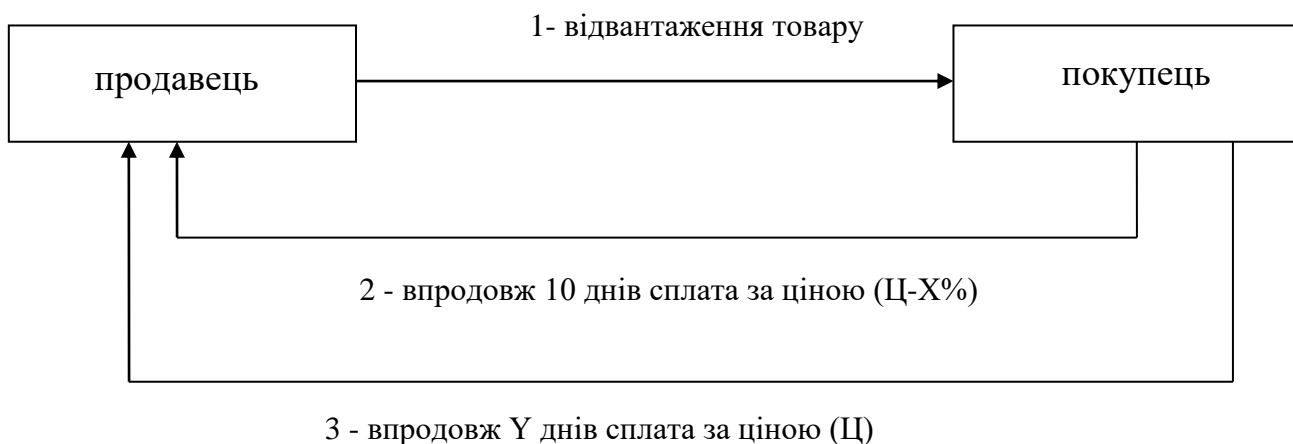 1- відвантаження товару
продавець
покупець
2 - впродовж 10 днів сплата за ціною (Ц-Х%)
3 - впродовж Y днів сплата за ціною (Ц)